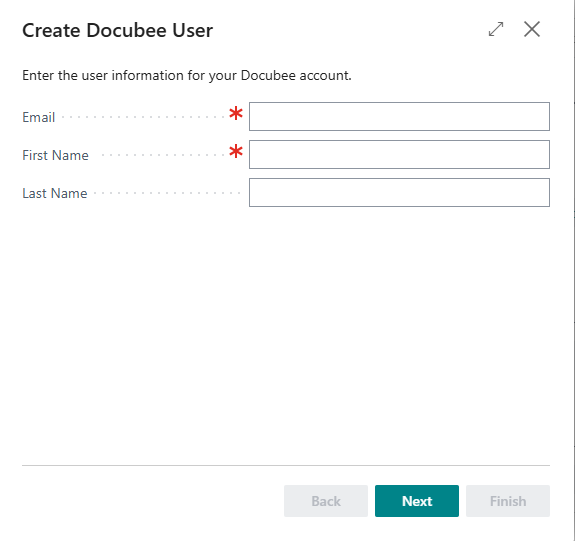 Create Docubee User
Enter the user information for your Docubee account.
Email *
First Name *
Last Name
Back Next Finish